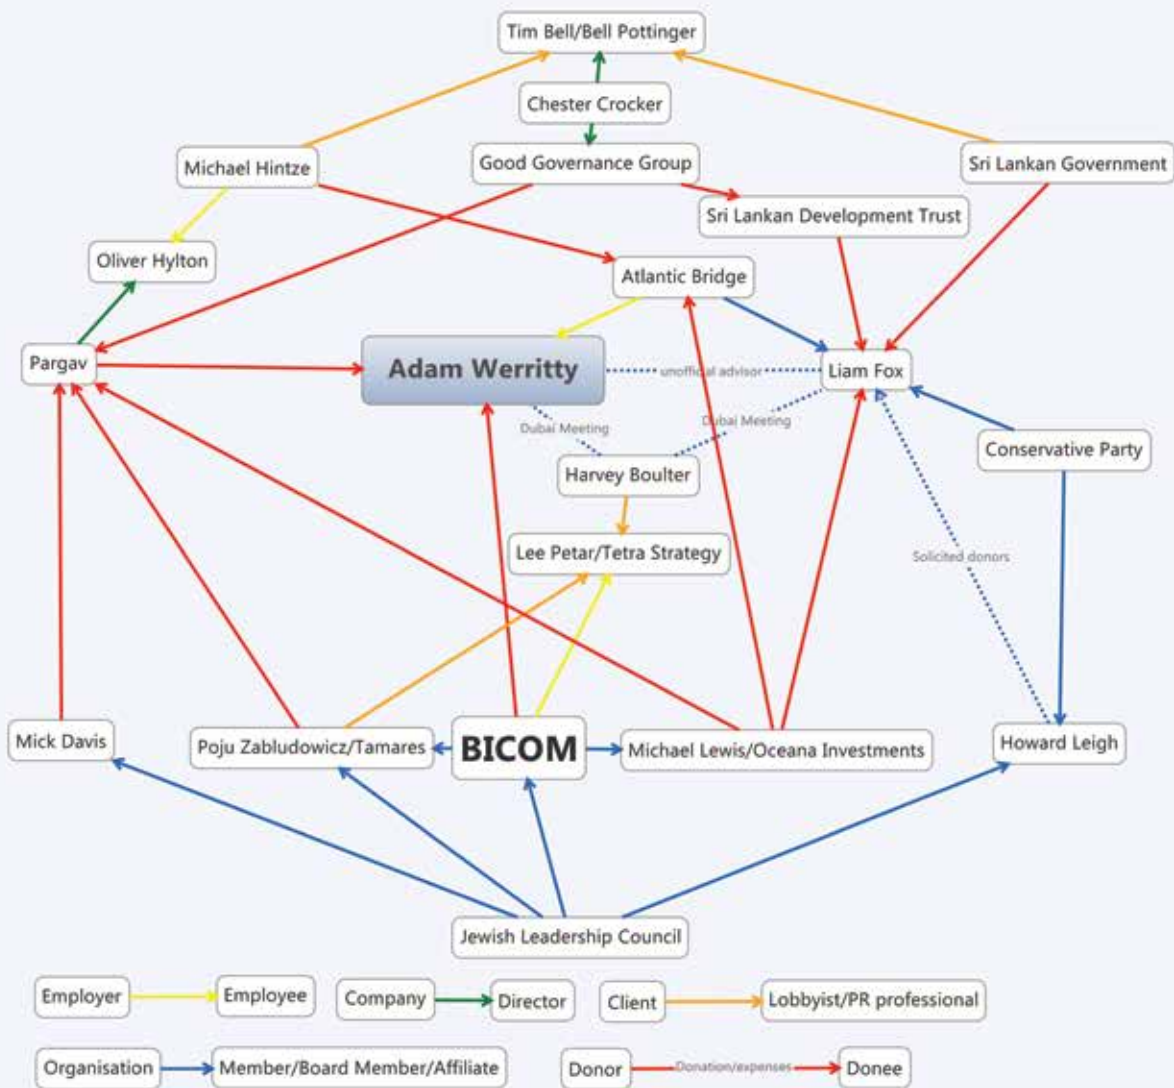 Tim Bell/Bell Pottinger
Chester Crocker
Michael Hintze
Good Governance Group
Sri Lankan Government
Sri Lankan Development Trust
Oliver Hylton
Atlantic Bridge
Pargav
Adam Werritty
unofficial advisor
Liam Fox
Dubai Meeting
Dubai Meeting
Conservative Party
Harvey Boulter
Lee Petar/Tetra Strategy
Solicited donors
Mick Davis
Poju Zabludowicz/Tamares
BICOM
Michael Lewis/Oceana Investments
Howard Leigh
Jewish Leadership Council
Employer
Employee
Company
Director
Client
Lobbyist/PR professional
Organisation
Member/Board Member/Affiliate
Donor
Donation/expenses
Donee